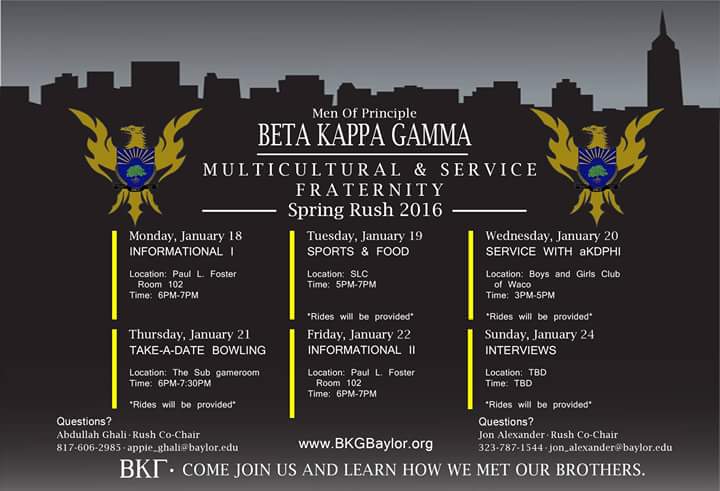 Men Of Principle
BETA KAPPA GAMMA
MULTICULTURAL & SERVICE
FRATERNITY
Spring Rush 2016
Monday, January 18
INFORMATIONAL I
Location: Paul L. Foster
Room 102
Time: 6PM-7PM
Tuesday, January 19
SPORTS & FOOD
Location: SLC
Time: 5PM-7PM
*Rides will be provided*
Wednesday, January 20
SERVICE WITH aKDPHI
Location: Boys and Girls Club
of Waco
Time: 3PM-5PM
*Rides will be provided*
Thursday, January 21
TAKE-A-DATE BOWLING
Location: The Sub gameroom
Time: 6PM-7:30PM
*Rides will be provided*
Friday, January 22
INFORMATIONAL II
Location: Paul L. Foster
Room 102
Time: 6PM-7PM
Sunday, January 24
INTERVIEWS
Location: TBD
Time: TBD
*Rides will be provided*
Questions?
Abdullah Ghali·Rush Co-Chair
817-606-2985·appie_ghali@baylor.edu
www.BKGBaylor.org
Questions?
Jon Alexander·Rush Co-Chair
323-787-1544·jon_alexander@baylor.edu
ΒΚΓ· COME JOIN US AND LEARN HOW WE MET OUR BROTHERS.